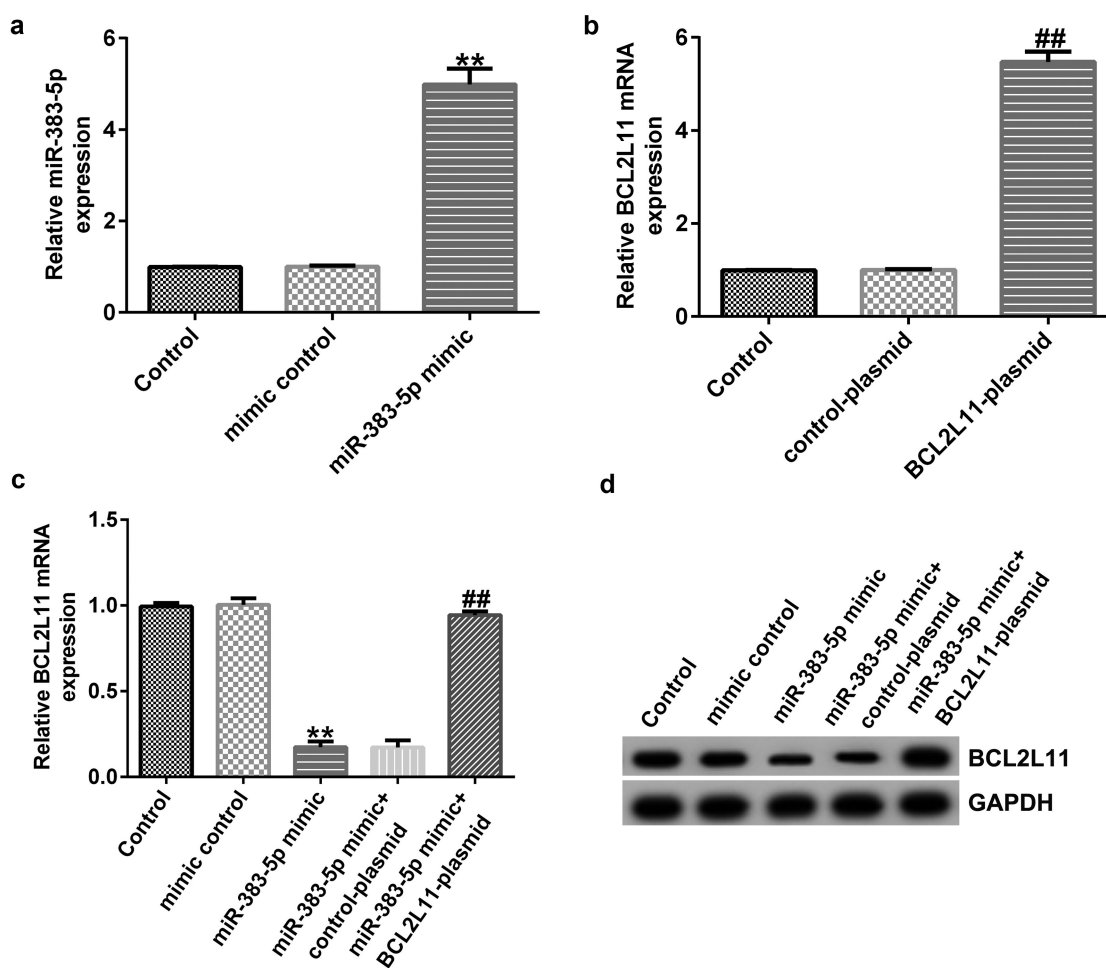 a
Relative miR-383-5p
expression
6
4
2
0
**
Control
mimic control
miR-383-5p mimic
b
Relative BCL2L11 mRNA
expression
6
4
2
0
##
Control
control-plasmid
BCL2L11-plasmid
c
Relative BCL2L11 mRNA
expression
1.5
1.0
0.5
0.0
**
##
Control
mimic control
miR-383-5p mimic
miR-383-5p mimic+
control-plasmid
miR-383-5p mimic+
BCL2L11-plasmid
d
Control
mimic control
miR-383-5p mimic
miR-383-5p mimic+
control-plasmid
miR-383-5p mimic+
BCL2L11-plasmid
BCL2L11
GAPDH